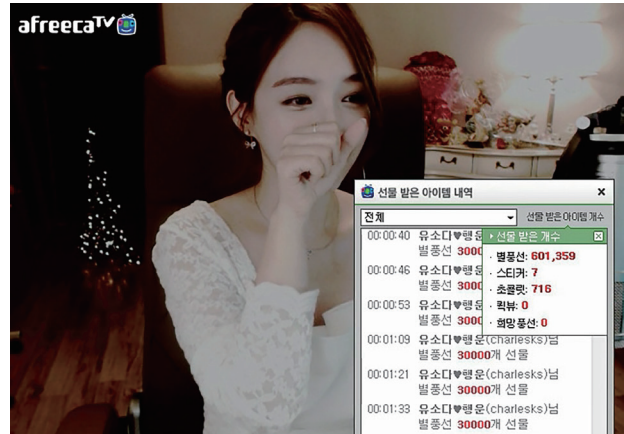 afreecaTV
선물 받은 아이템 내역
전체
선물 받은 아이템 개수
선물 받은 개수
· 별풍선: 601,359
· 스티커: 7
· 초콜릿: 716
· 퀵뷰: 0
· 희망풍선: 0
00:00:40 유소다♥행운
별풍선 30000
00:00:46 유소다♥행운
별풍선 30000
00:00:53 유소다♥행운
별풍선 30000
00:01:09 유소다♥행운(charlesks)님
별풍선 30000개 선물
00:01:21 유소다♥행운(charlesks)님
별풍선 30000개 선물
00:01:33 유소다♥행운(charlesks)님
별풍선 30000개 선물